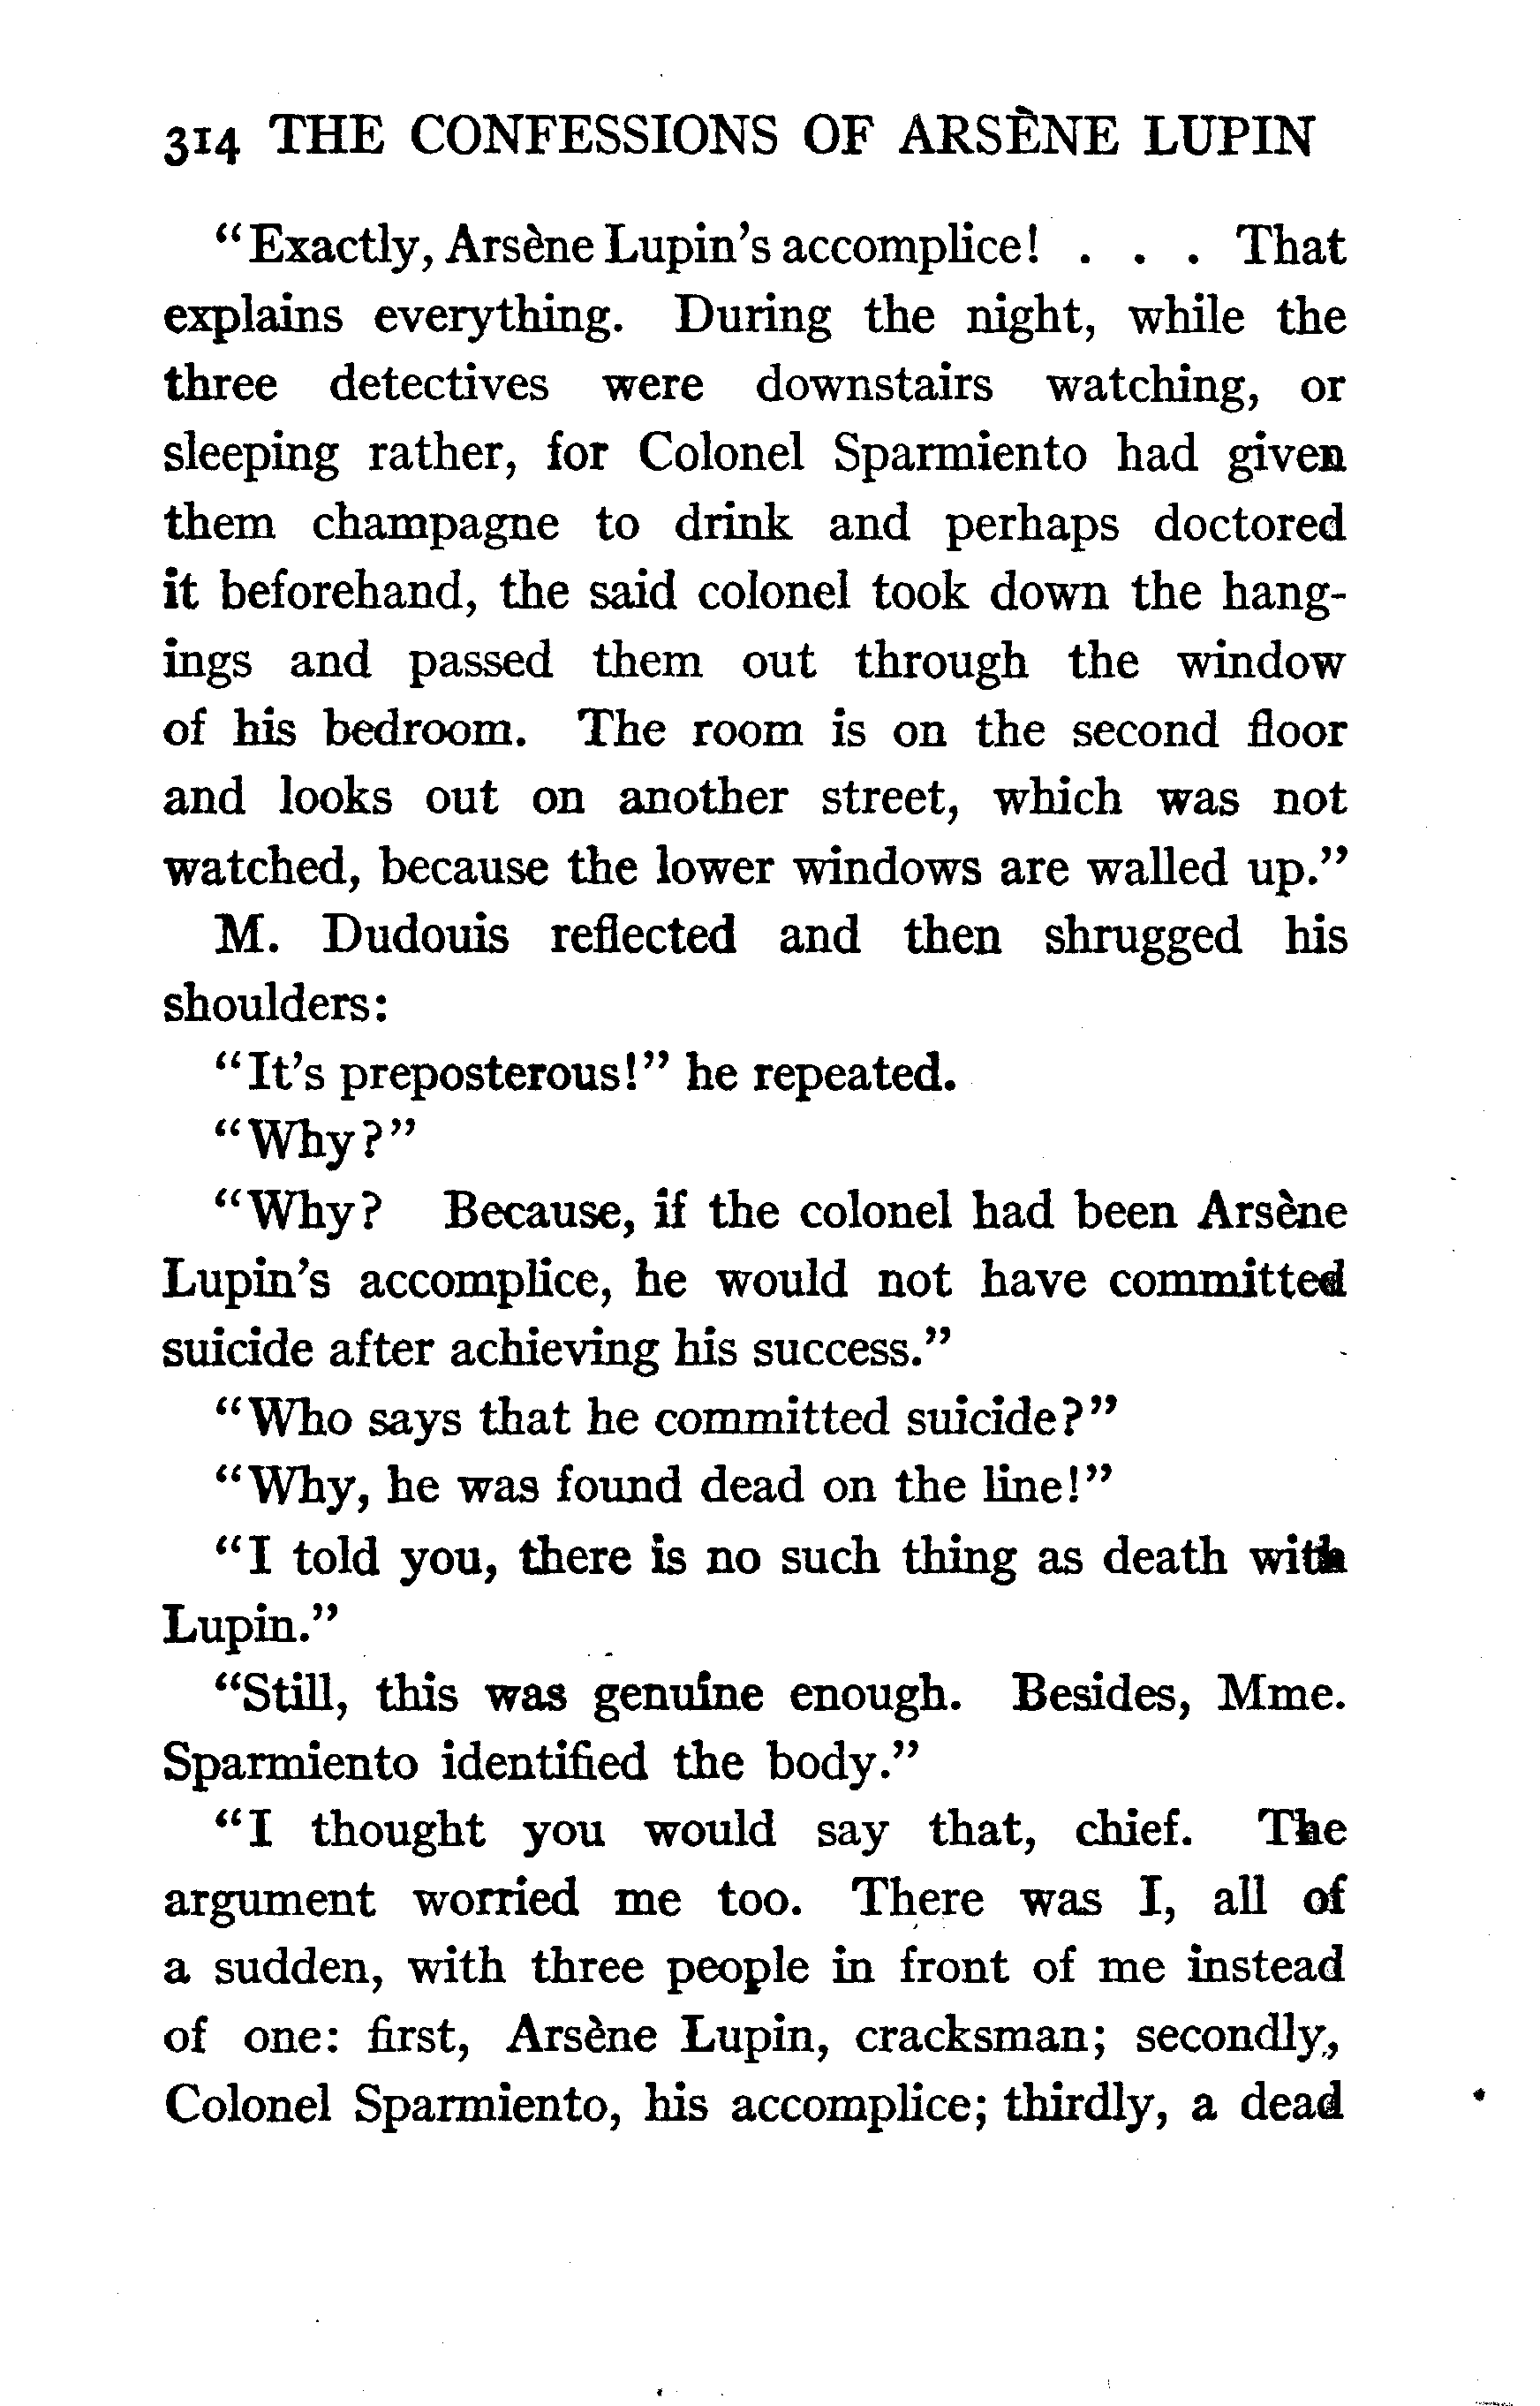 314 THE CONFESSIONS OF ARSÈNE LUPIN
"Exactly, Arsène Lupin's accomplice! . . . That
explains everything. During the night, while the
three detectives were downstairs watching, or
sleeping rather, for Colonel Sparmiento had given
them champagne to drink and perhaps doctored
it beforehand, the said colonel took down the hang-
ings and passed them out through the window
of his bedroom. The room is on the second floor
and looks out on another street, which was not
watched, because the lower windows are walled up."
M. Dudouis reflected and then shrugged his
shoulders:
"It's preposterous!" he repeated.
"Why?"
"Why? Because, if the colonel had been Arsène
Lupin's accomplice, he would not have committed
suicide after achieving his success."
"Who says that he committed suicide?"
"Why, he was found dead on the line!"
"I told you, there is no such thing as death with
Lupin."
"Still, this was genuine enough. Besides, Mme.
Sparmiento identified the body."
"I thought you would say that, chief. The
argument worried me too. There was I, all of
a sudden, with three people in front of me instead
of one: first, Arsène Lupin, cracksman; secondly,
Colonel Sparmiento, his accomplice; thirdly, a dead